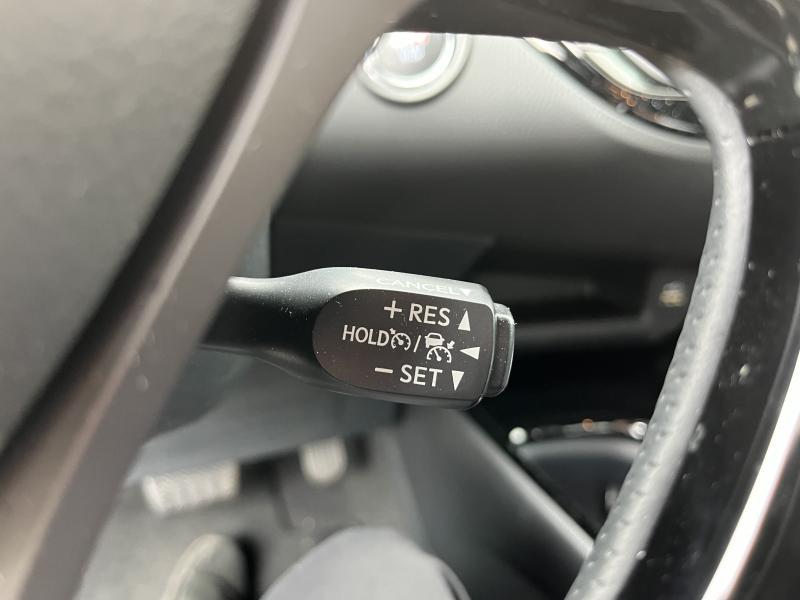 CANCEL▼
+ RES ▲
HOLD / ◀
− SET ▼